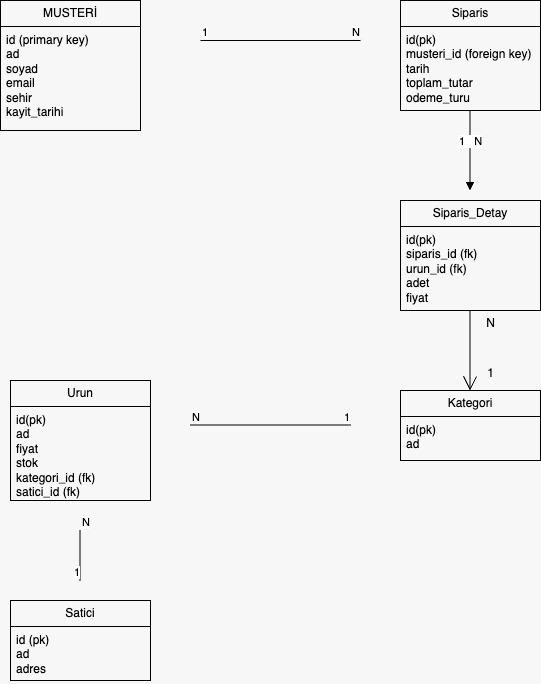 MUSTERİ
id (primary key)
ad
soyad
email
sehir
kayit_tarihi
1
N
Siparis
id(pk)
musteri_id (foreign key)
tarih
toplam_tutar
odeme_turu
1 N
Siparis_Detay
id(pk)
siparis_id (fk)
urun_id (fk)
adet
fiyat
N
1
Urun
id(pk)
ad
fiyat
stok
kategori_id (fk)
satici_id (fk)
N
1
Kategori
id(pk)
ad
N
1
Satici
id (pk)
ad
adres